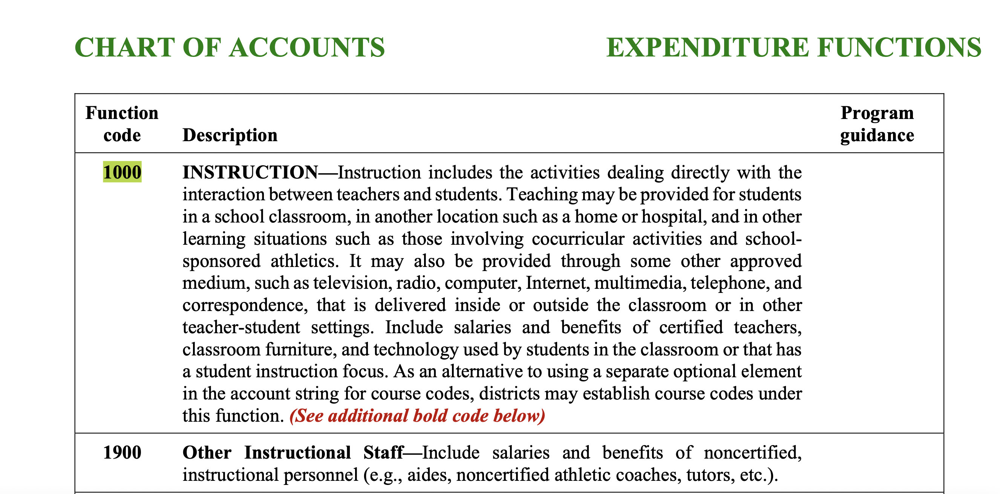 CHART OF ACCOUNTS EXPENDITURE FUNCTIONS
Function code Description Program guidance
1000 INSTRUCTION—Instruction includes the activities dealing directly with the
interaction between teachers and students. Teaching may be provided for students
in a school classroom, in another location such as a home or hospital, and in other
learning situations such as those involving cocurricular activities and school-
sponsored athletics. It may also be provided through some other approved
medium, such as television, radio, computer, Internet, multimedia, telephone, and
correspondence, that is delivered inside or outside the classroom or in other
teacher-student settings. Include salaries and benefits of certified teachers,
classroom furniture, and technology used by students in the classroom or that has
a student instruction focus. As an alternative to using a separate optional element
in the account string for course codes, districts may establish course codes under
this function. (See additional bold code below)
1900 Other Instructional Staff—Include salaries and benefits of noncertified,
instructional personnel (e.g., aides, noncertified athletic coaches, tutors, etc.).